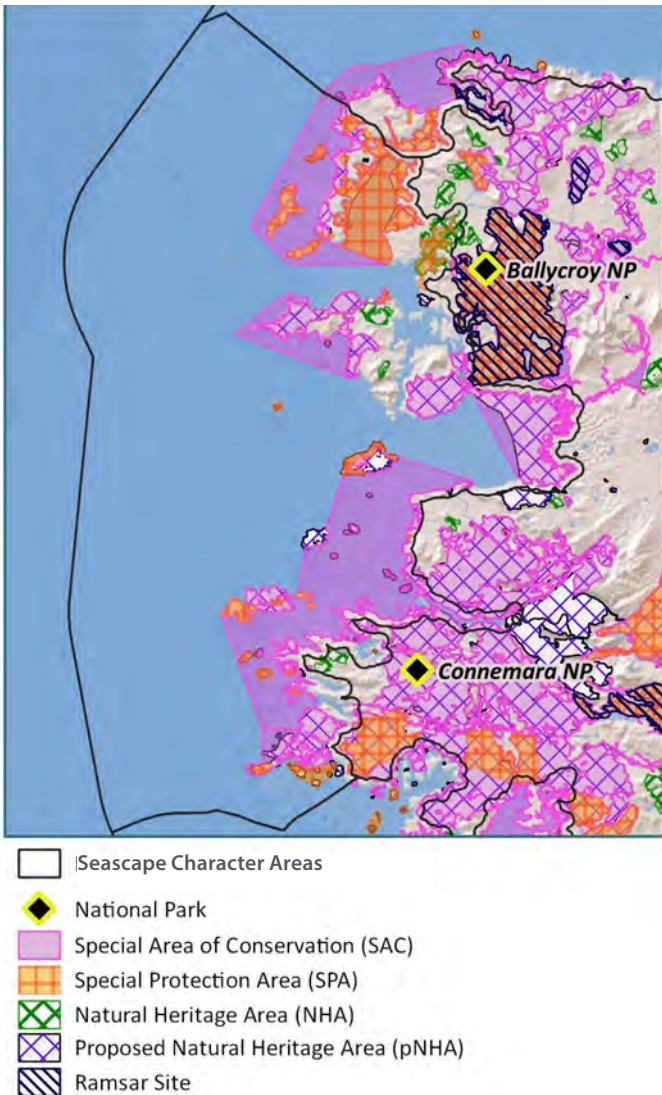 Ballycroy NP
Connemara NP
Seascape Character Areas
National Park
Special Area of Conservation (SAC)
Special Protection Area (SPA)
Natural Heritage Area (NHA)
Proposed Natural Heritage Area (pNHA)
Ramsar Site